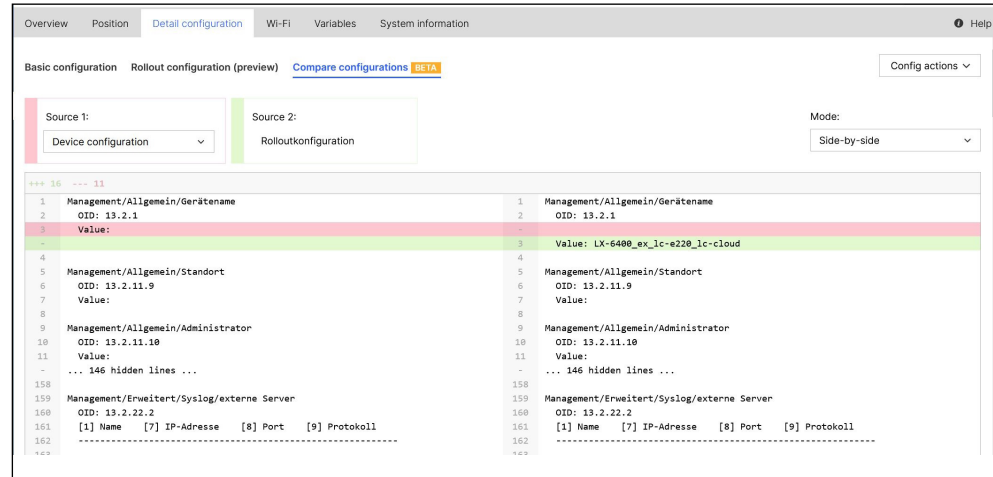 Overview Position Detail configuration Wi-Fi Variables System information Help
Basic configuration Rollout configuration (preview) Compare configurations BETA Config actions
Source 1: Source 2: Mode:
Device configuration Rolloutkonfiguration Side-by-side
+++ 16 --- 11
1 Management/Allgemein/Gerätename 1 Management/Allgemein/Gerätename
2 OID: 13.2.1 2 OID: 13.2.1
3 Value: -
- 3 Value: LX-6400_ex_lc-e220_lc-cloud
4 4
5 Management/Allgemein/Standort 5 Management/Allgemein/Standort
6 OID: 13.2.11.9 6 OID: 13.2.11.9
7 Value: 7 Value:
8 8
9 Management/Allgemein/Administrator 9 Management/Allgemein/Administrator
10 OID: 13.2.11.10 10 OID: 13.2.11.10
11 Value: 11 Value:
- ... 146 hidden lines ... - ... 146 hidden lines ...
158 158
159 Management/Erweitert/Syslog/externe Server 159 Management/Erweitert/Syslog/externe Server
160 OID: 13.2.22.2 160 OID: 13.2.22.2
161 [1] Name [7] IP-Adresse [8] Port [9] Protokoll 161 [1] Name [7] IP-Adresse [8] Port [9] Protokoll
162 ------------------------------------------------------------ 162 ------------------------------------------------------------